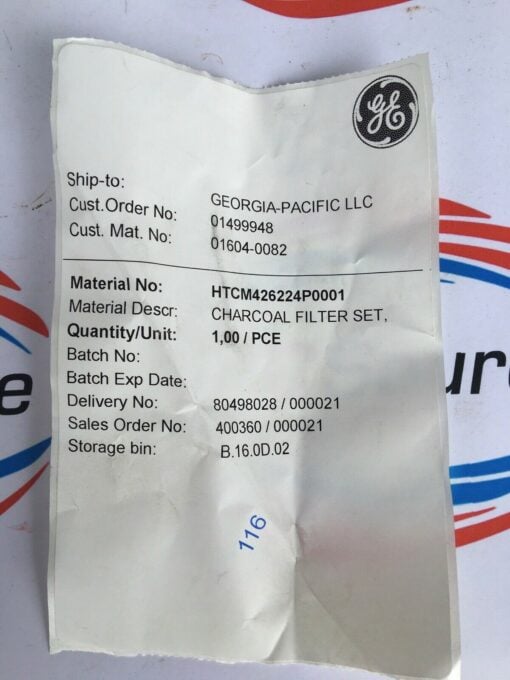 GE
Ship-to: GEORGIA-PACIFIC LLC
Cust.Order No: 01499948
Cust. Mat. No: 01604-0082
Material No: HTCM426224P0001
Material Descr: CHARCOAL FILTER SET,
Quantity/Unit: 1,00 / PCE
Batch No:
Batch Exp Date:
Delivery No: 80498028 / 000021
Sales Order No: 400360 / 000021
Storage bin: B.16.0D.02
116
e
ure